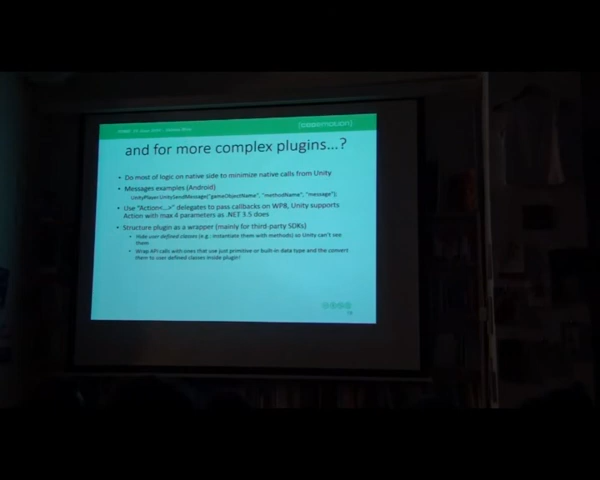 and for more complex plugins...?
• Do most of logic on native side to minimize native calls from Unity
• Messages examples (Android)
UnityPlayer.UnitySendMessage("gameObjectName", "methodName", "message");
• Use "Action<...>" delegates to pass callbacks on WP8, Unity supports
Action with max 4 parameters as .NET 3.5 does
• Structure plugin as a wrapper (mainly for third-party SDKs)
• Hide user-defined classes (e.g.: instantiate them with methods) so Unity can't see
them
• Wrap API calls with ones that use just primitive or built-in data type and the convert
them to user defined classes inside plugin!